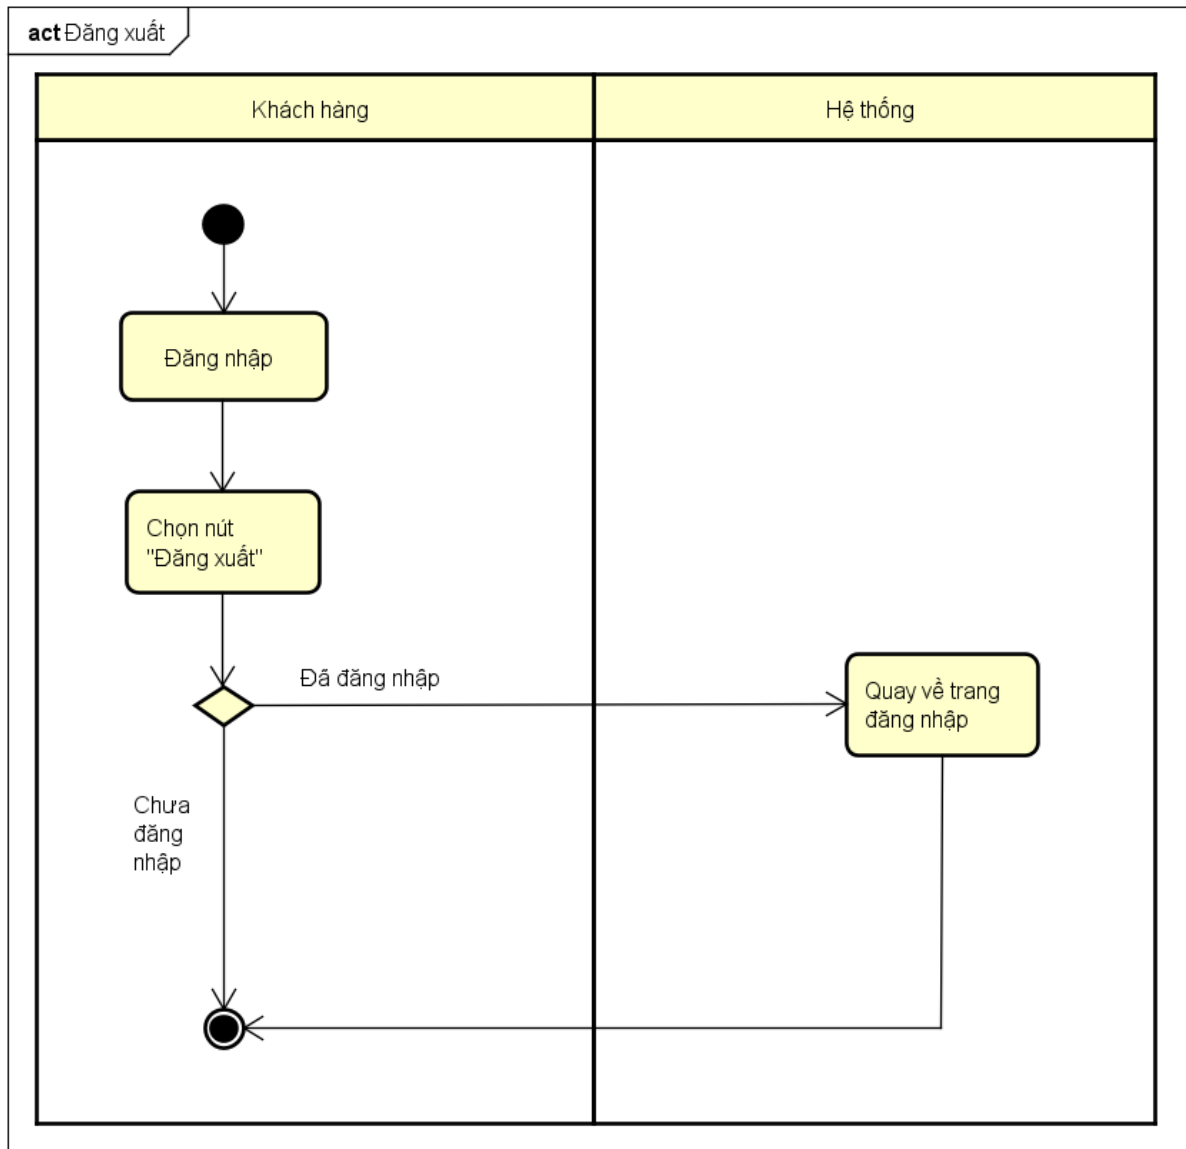 act Đăng xuất
Khách hàng
Hệ thống
Đăng nhập
Chọn nút
"Đăng xuất"
Đã đăng nhập
Quay về trang
đăng nhập
Chưa
đăng
nhập